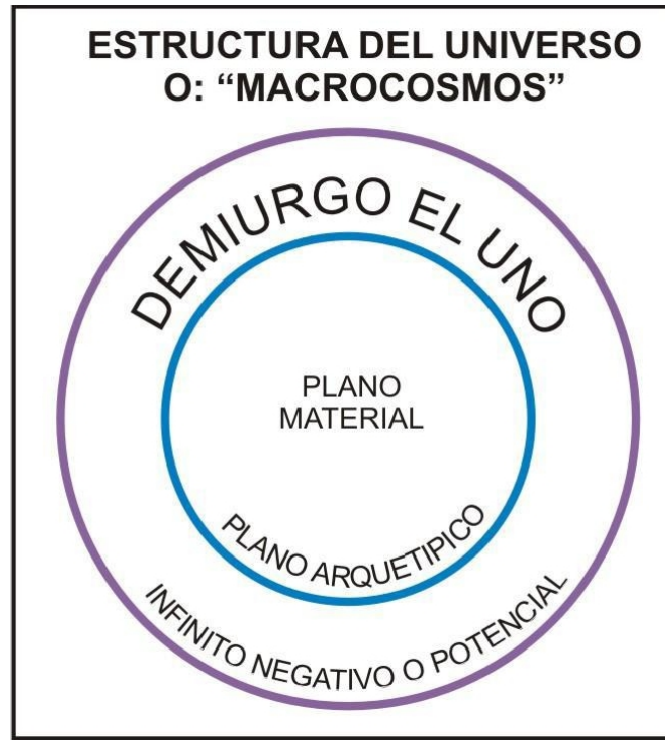 ESTRUCTURA DEL UNIVERSO
O: “MACROCOSMOS”
DEMIURGO EL UNO
PLANO
MATERIAL
PLANO ARQUETIPICO
INFINITO NEGATIVO O POTENCIAL